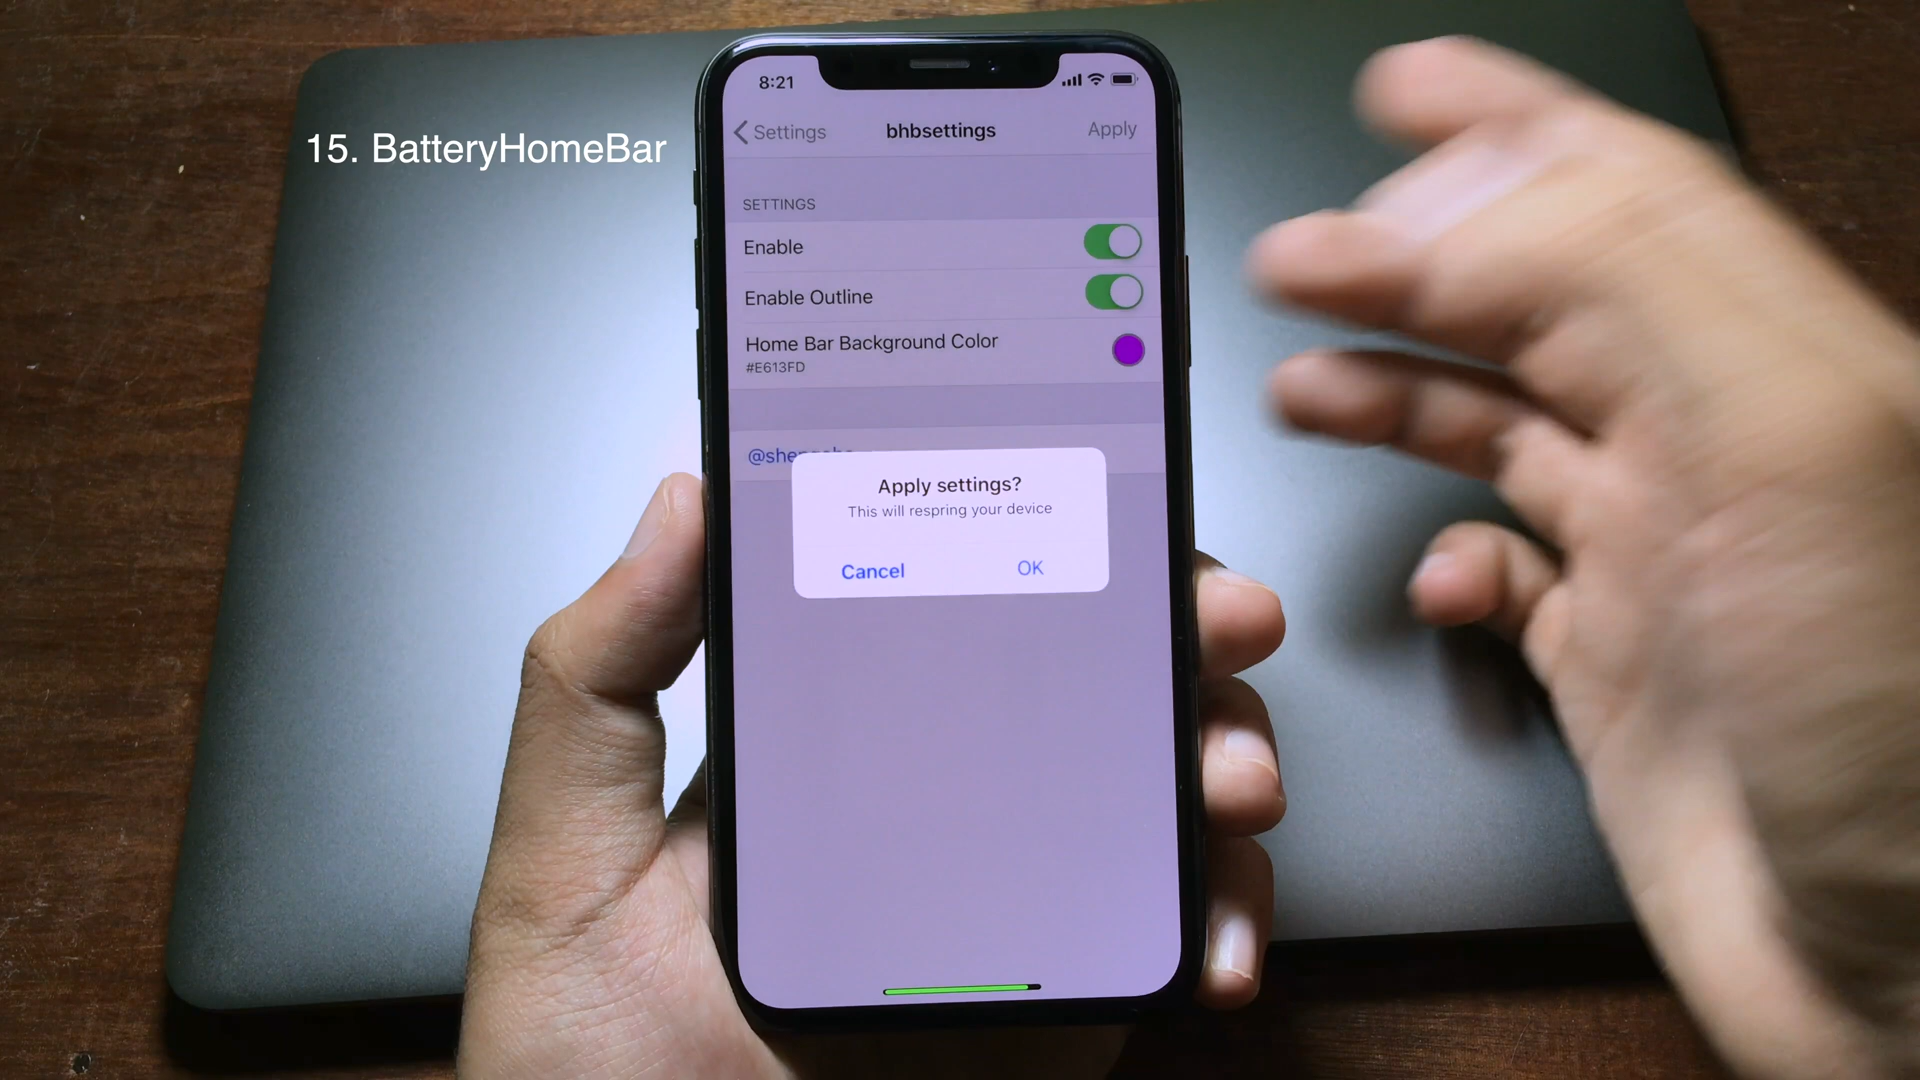 15. BatteryHomeBar
8:21
Settings
bhbsettings
Apply
SETTINGS
Enable
Enable Outline
Home Bar Background Color
#E613FD
Apply settings?
This will respring your device
Cancel
OK